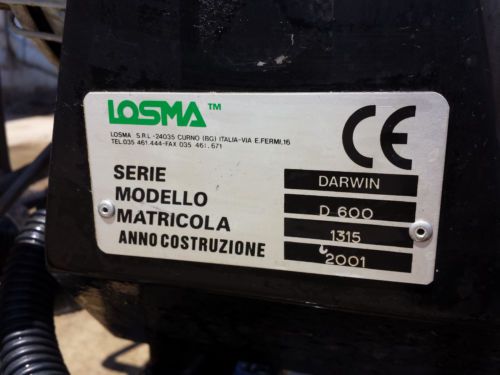 LOSMA™
LOSMA S.R.L -24035 CURNO (BG) ITALIA-VIA E.FERMI,16
TEL.035 461.444-FAX 035 461.671
CE
SERIE DARWIN
MODELLO D 600
MATRICOLA 1315
ANNO COSTRUZIONE 2001